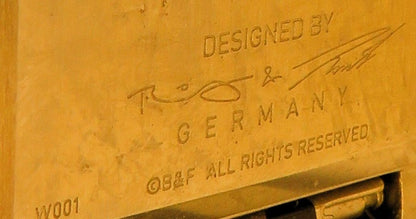 DESIGNED BY
&
GERMANY
©B&F ALL RIGHTS RESERVED
W001